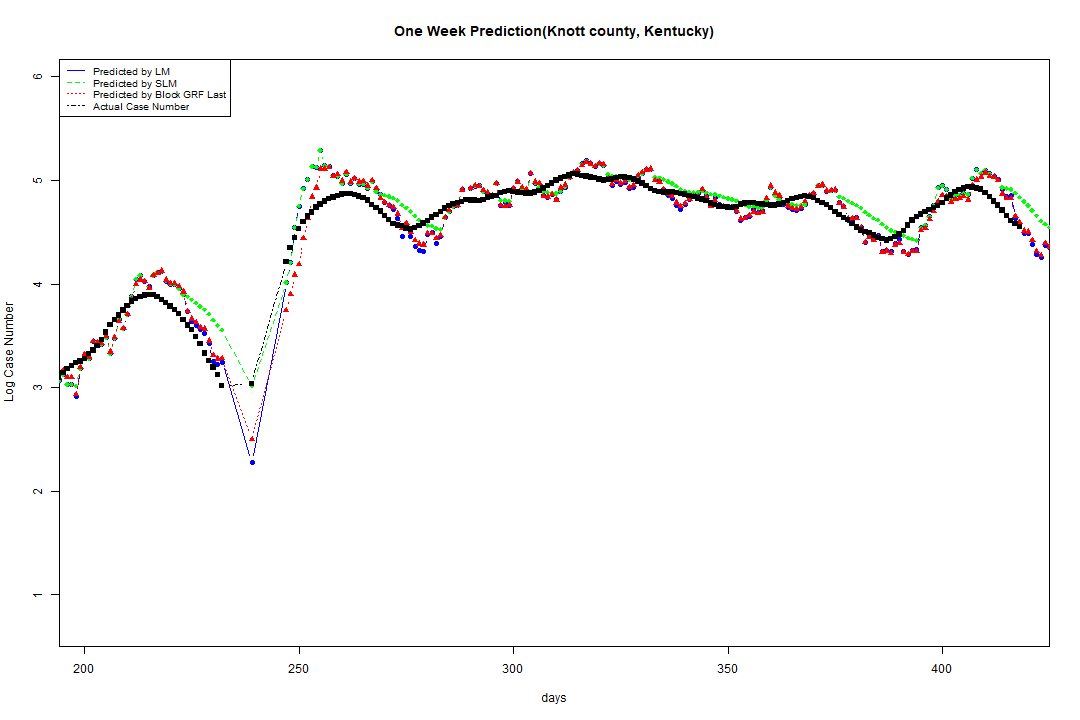 One Week Prediction(Knott county, Kentucky)
Predicted by LM
Predicted by SLM
Predicted by Block GRF Last
Actual Case Number
6
5
4
3
2
1
Log Case Number
200 250 300 350 400
days